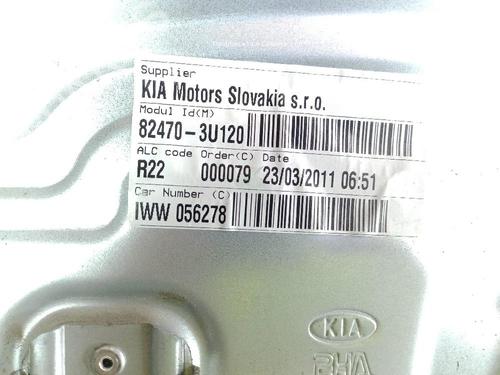 Supplier
KIA Motors Slovakia s.r.o.
Modul Id(M)
82470-3U120
ALC code Order(C) Date
R22 000079 23/03/2011 06:51
Car Number (C)
IWW 056278
KIA